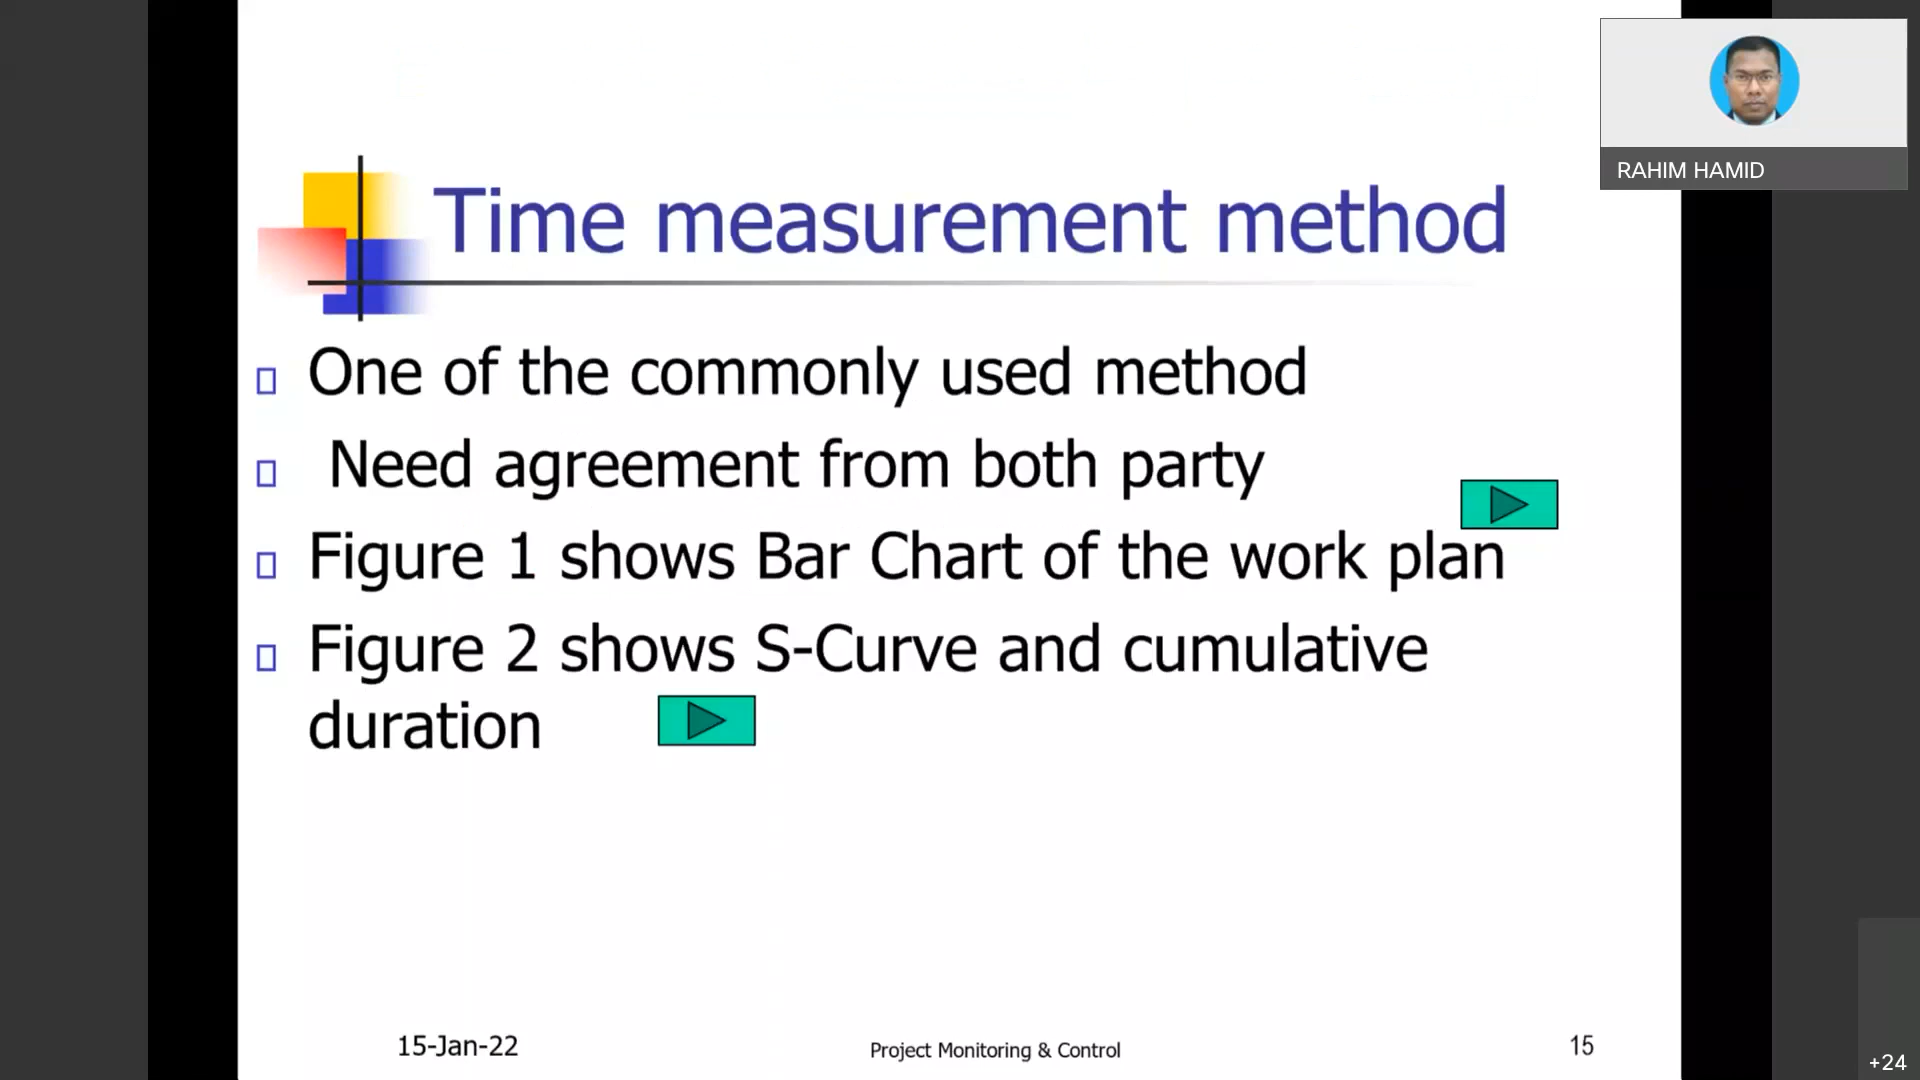 RAHIM HAMID
Time measurement method
One of the commonly used method
Need agreement from both party
Figure 1 shows Bar Chart of the work plan
Figure 2 shows S-Curve and cumulative
duration
15-Jan-22
Project Monitoring & Control
15
+24